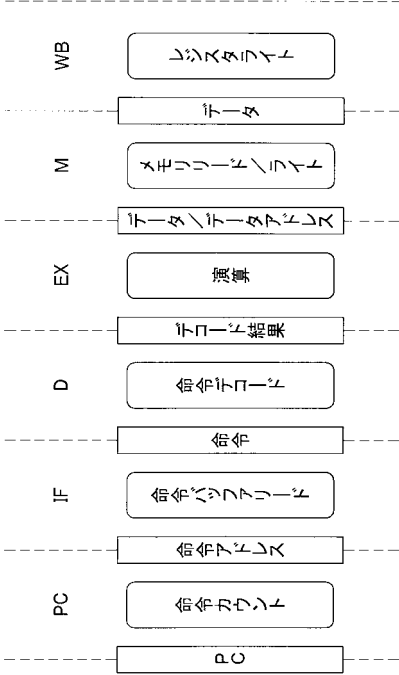 PC
IF
D
EX
M
WB
PC
命令カウント
命令アドレス
命令バッファリード
命令
命令デコード
デコード結果
演算
データ/データアドレス
メモリリード/ライト
データ
レジスタライト